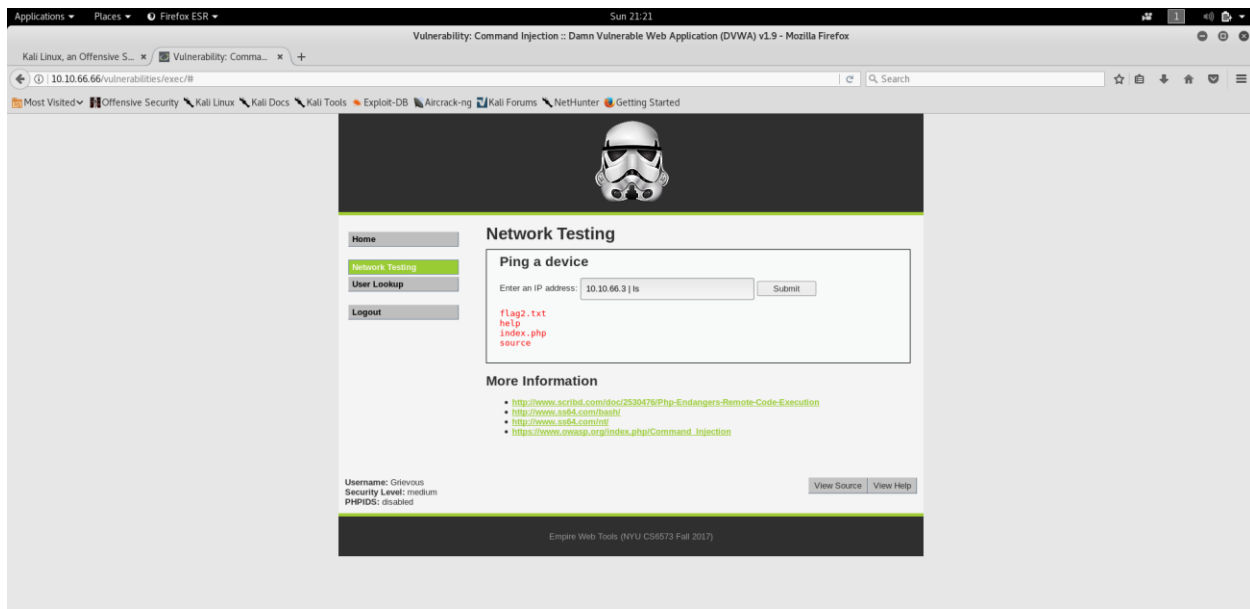 Applications Places Firefox ESR Sun 21:21 1
Vulnerability: Command Injection :: Damn Vulnerable Web Application (DVWA) v1.9 - Mozilla Firefox
Kali Linux, an Offensive S... × Vulnerability: Comma... × +
10.10.66.66/vulnerabilities/exec/# Search
Most Visited Offensive Security Kali Linux Kali Docs Kali Tools Exploit-DB Aircrack-ng Kali Forums NetHunter Getting Started
Home
Network Testing
User Lookup
Logout
Network Testing
Ping a device
Enter an IP address: 10.10.66.3 | ls Submit
flag2.txt
help
index.php
source
More Information
http://www.scribd.com/doc/2530476/Php-Endangers-Remote-Code-Execution
http://www.ss64.com/bash/
http://www.ss64.com/nt/
https://www.owasp.org/index.php/Command_Injection
Username: Grievous
Security Level: medium
PHPIDS: disabled
View Source View Help
Empire Web Tools (NYU CS6573 Fall 2017)